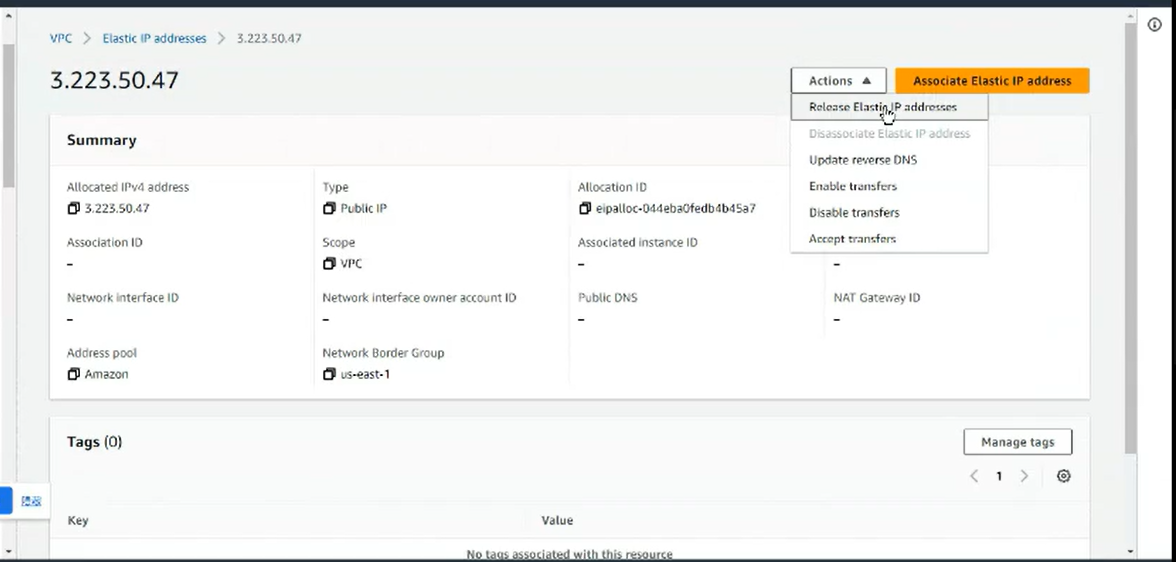 VPC > Elastic IP addresses > 3.223.50.47
3.223.50.47
Actions
Associate Elastic IP address
Release Elastic IP addresses
Disassociate Elastic IP address
Update reverse DNS
Enable transfers
Disable transfers
Accept transfers
Summary
Allocated IPv4 address
3.223.50.47
Type
Public IP
Allocation ID
eipalloc-044eba0fedb4b45a7
Association ID
–
Scope
VPC
Associated instance ID
–
–
Network interface ID
–
Network interface owner account ID
–
Public DNS
–
NAT Gateway ID
–
Address pool
Amazon
Network Border Group
us-east-1
Tags (0)
Manage tags
1
Key Value
No tags associated with this resource